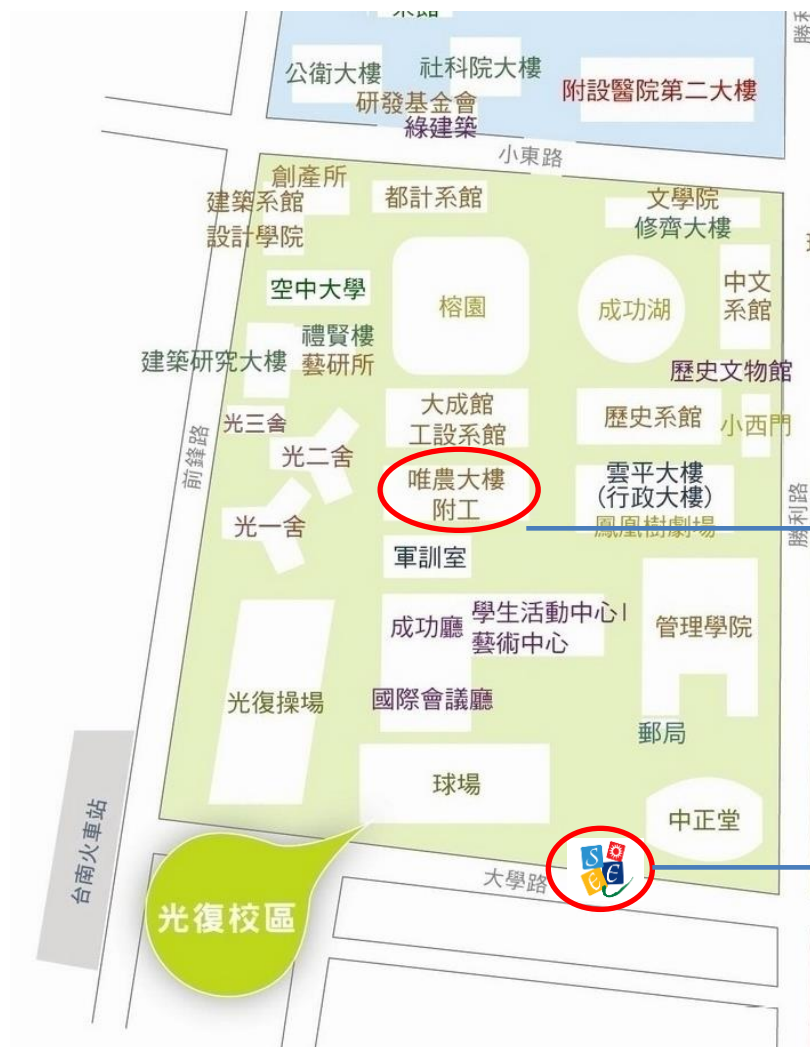 公衛大樓
社科院大樓
研發基金會
綠建築
附設醫院第二大樓
小東路
創產所
建築系館
設計學院
都計系館
文學院
修齊大樓
空中大學
榕園
成功湖
中文
系館
禮賢樓
建築研究大樓
藝研所
歷史文物館
光三舍
大成館
工設系館
歷史系館
小西門
前鋒路
光二舍
唯農大樓
附工
雲平大樓
(行政大樓)
鳳凰樹劇場
勝利路
光一舍
軍訓室
成功廳
學生活動中心|
藝術中心
管理學院
光復操場
國際會議廳
郵局
球場
中正堂
台南火車站
大學路
S
E
E
光復校區